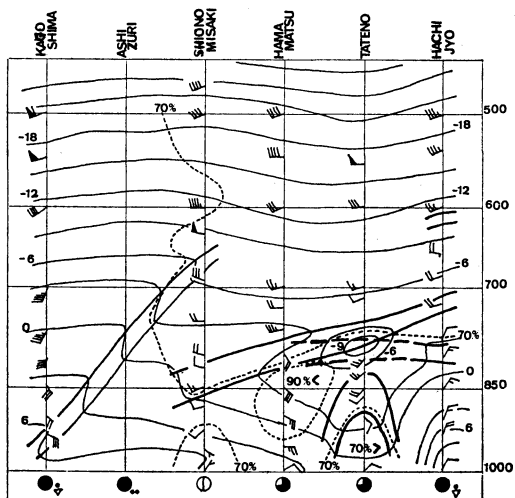 KAGO
SHIMA
ASHI
ZURI
SHIONO
MISAKI
HAMA
MATSU
TATENO
HACHI
JYO
70%
500
-18
-18
-12
-12
600
-6
-6
700
0
-9
-6
70%
850
90%<
0
6
6
70%
70%
70%>
1000